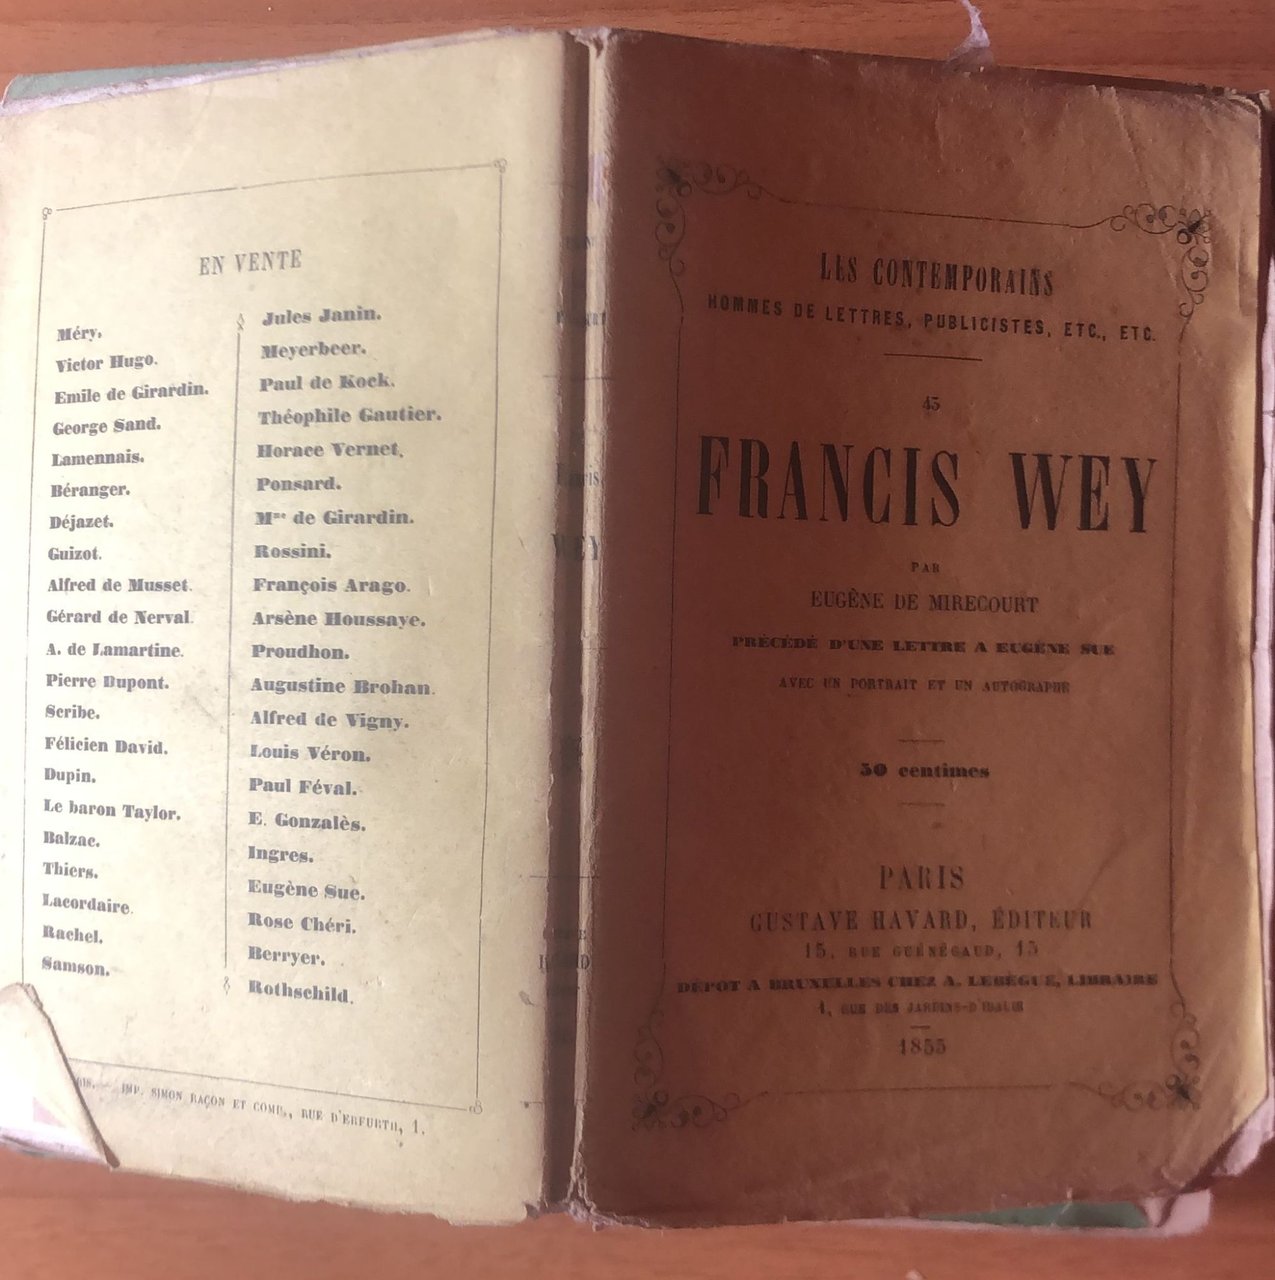 EN VENTE
Méry.
Victor Hugo.
Emile de Girardin.
George Sand.
Lamennais.
Béranger.
Déjazet.
Guizot.
Alfred de Musset.
Gérard de Nerval.
A. de Lamartine.
Pierre Dupont.
Scribe.
Félicien David.
Dupin.
Le baron Taylor.
Balzac.
Thiers.
Lacordaire.
Rachel.
Samson.
Jules Janin.
Meyerbeer.
Paul de Kock.
Théophile Gautier.
Horace Vernet.
Ponsard.
Mme de Girardin.
Rossini.
François Arago.
Arsène Houssaye.
Proudhon.
Augustine Brohan.
Alfred de Vigny.
Louis Véron.
Paul Féval.
E. Gonzalès.
Ingres.
Eugène Sue.
Rose Chéri.
Berryer.
Rothschild.
IMP. SIMON RAÇON ET COMP., RUE D'ERFURTH, 1.
WEY
LES CONTEMPORAINS
HOMMES DE LETTRES, PUBLICISTES, ETC., ETC.
45
FRANCIS WEY
PAR
EUGÈNE DE MIRECOURT
PRÉCÉDÉ D'UNE LETTRE A EUGÈNE SUE
AVEC UN PORTRAIT ET UN AUTOGRAPHE
50 centimes
PARIS
GUSTAVE HAVARD, ÉDITEUR
15, RUE GUÉNÉGAUD, 15
DÉPOT A BRUXELLES CHEZ A. LEBÈGUE, LIBRAIRE
1, RUE DES JARDINS-D'IDALIE
1855